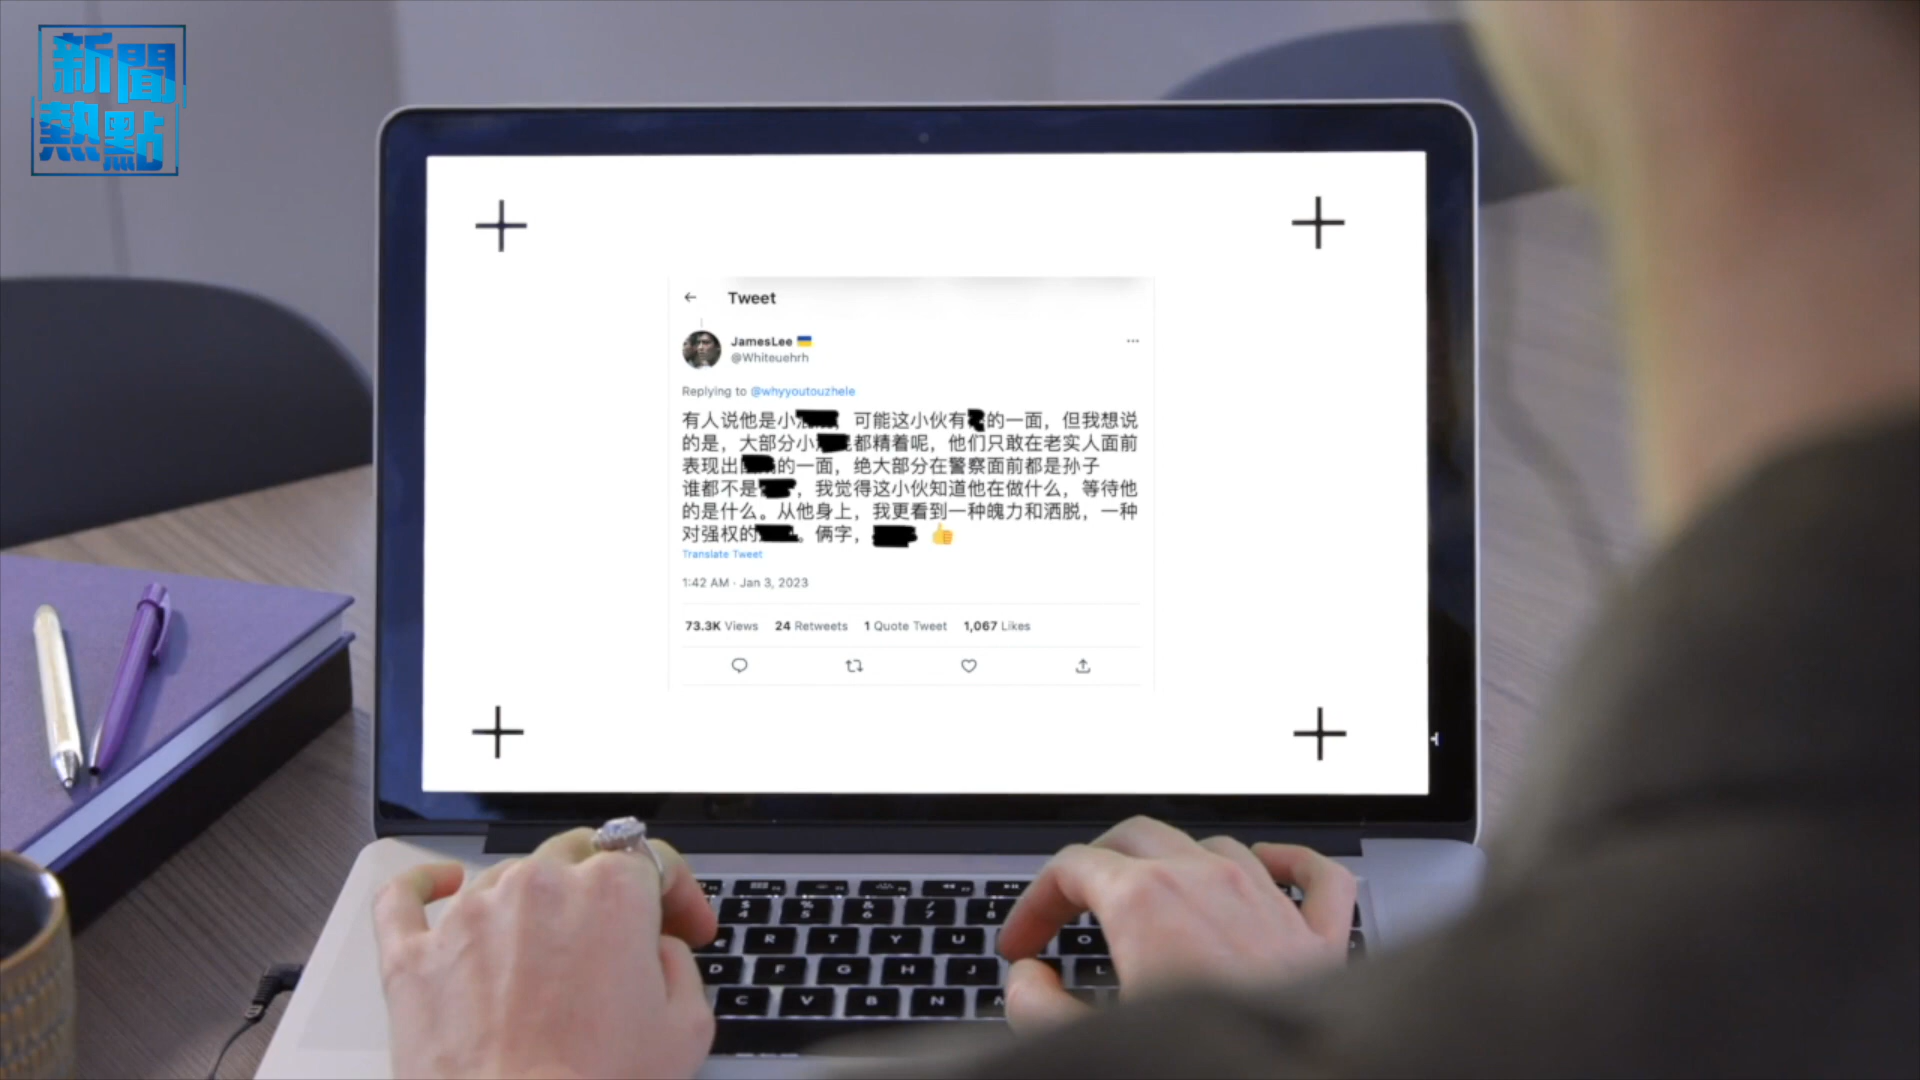 新聞
熱點
Tweet
JamesLee
@Whiteuehrh
Replying to @whyyoutouzhele
有人说他是小 可能这小伙有 的一面，但我想说
的是，大部分小 都精着呢，他们只敢在老实人面前
表现出 的一面，绝大部分在警察面前都是孙子
谁都不是 ，我觉得这小伙知道他在做什么，等待他
的是什么。从他身上，我更看到一种魄力和洒脱，一种
对强权的 。俩字，
Translate Tweet
1:42 AM · Jan 3, 2023
73.3K Views 24 Retweets 1 Quote Tweet 1,067 Likes
$ % & / (
4 5 6 7 8
R T Y U O
D F G H J L
C V B N M